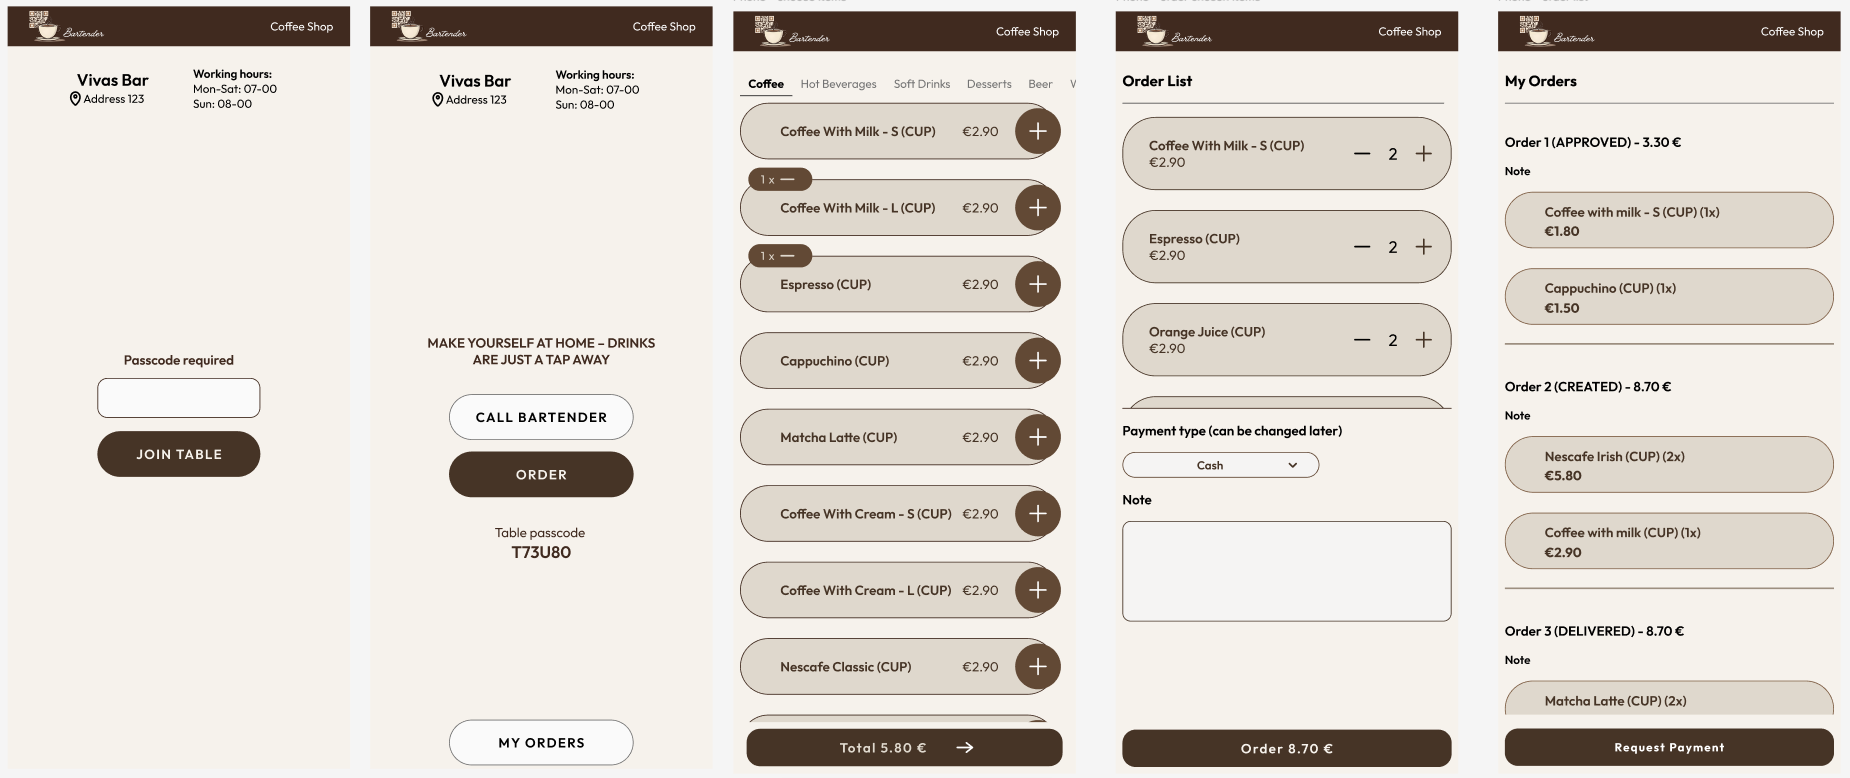 Bartender
Coffee Shop
Vivas Bar
Address 123
Working hours:
Mon-Sat: 07-00
Sun: 08-00
Passcode required
JOIN TABLE
Bartender
Coffee Shop
Vivas Bar
Address 123
Working hours:
Mon-Sat: 07-00
Sun: 08-00
MAKE YOURSELF AT HOME – DRINKS
ARE JUST A TAP AWAY
CALL BARTENDER
ORDER
Table passcode
T73U80
MY ORDERS
Bartender
Coffee Shop
Coffee Hot Beverages Soft Drinks Desserts Beer
Coffee With Milk - S (CUP) €2.90
1 x
Coffee With Milk - L (CUP) €2.90
1 x
Espresso (CUP) €2.90
Cappuchino (CUP) €2.90
Matcha Latte (CUP) €2.90
Coffee With Cream - S (CUP) €2.90
Coffee With Cream - L (CUP) €2.90
Nescafe Classic (CUP) €2.90
Total 5.80 €
Bartender
Coffee Shop
Order List
Coffee With Milk - S (CUP)
€2.90
2
Espresso (CUP)
€2.90
2
Orange Juice (CUP)
€2.90
2
Payment type (can be changed later)
Cash
Note
Order 8.70 €
Bartender
Coffee Shop
My Orders
Order 1 (APPROVED) - 3.30 €
Note
Coffee with milk - S (CUP) (1x)
€1.80
Cappuchino (CUP) (1x)
€1.50
Order 2 (CREATED) - 8.70 €
Note
Nescafe Irish (CUP) (2x)
€5.80
Coffee with milk (CUP) (1x)
€2.90
Order 3 (DELIVERED) - 8.70 €
Note
Matcha Latte (CUP) (2x)
Request Payment